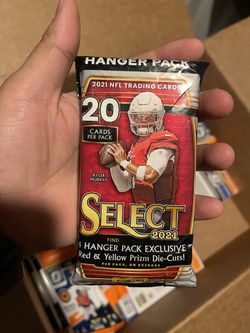 HANGER PACK
2021 NFL TRADING CARDS
20
CARDS
PER PACK
KYLER
MURRAY
SELECT
2021
FIND
HANGER PACK EXCLUSIVE
Red & Yellow Prizm Die-Cuts!
PER PACK, ON AVERAGE